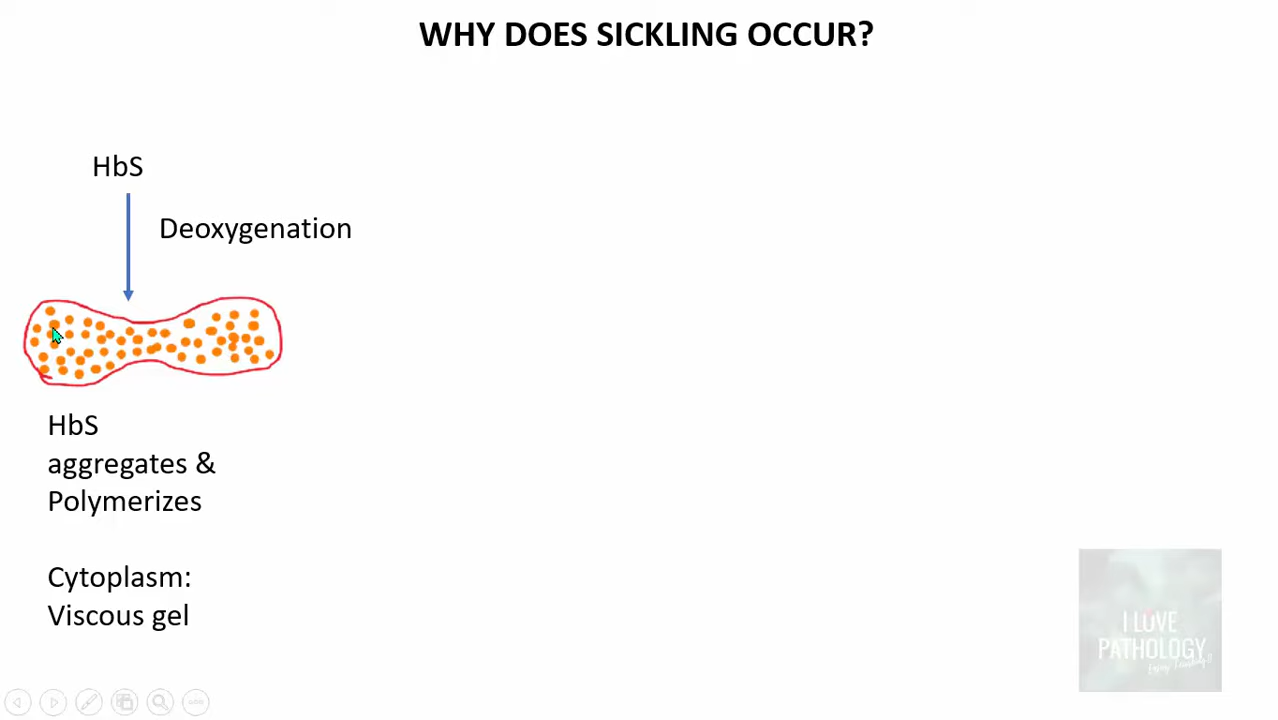 WHY DOES SICKLING OCCUR?
HbS
Deoxygenation
HbS
aggregates &
Polymerizes
Cytoplasm:
Viscous gel
I LOVE
PATHOLOGY